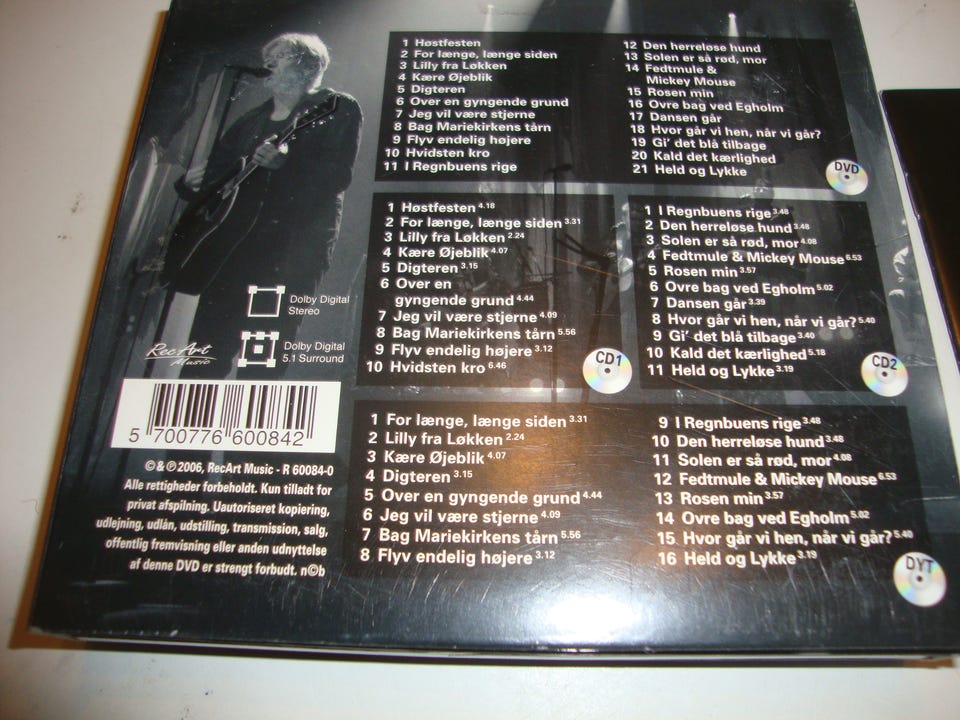 1 Høstfesten
2 For længe, længe siden
3 Lilly fra Løkken
4 Kære Øjeblik
5 Digteren
6 Over en gyngende grund
7 Jeg vil være stjerne
8 Bag Mariekirkens tårn
9 Flyv endelig højere
10 Hvidsten kro
11 I Regnbuens rige
12 Den herreløse hund
13 Solen er så rød, mor
14 Fedtmule &
Mickey Mouse
15 Rosen min
16 Ovre bag ved Egholm
17 Dansen går
18 Hvor går vi hen, når vi går?
19 Gi' det blå tilbage
20 Kald det kærlighed
21 Held og Lykke
DVD
1 Høstfesten 4.18
2 For længe, længe siden 3.31
3 Lilly fra Løkken 2.24
4 Kære Øjeblik 4.07
5 Digteren 3.15
6 Over en
gyngende grund 4.44
7 Jeg vil være stjerne 4.09
8 Bag Mariekirkens tårn 5.56
9 Flyv endelig højere 3.12
10 Hvidsten kro 6.46
CD1
1 I Regnbuens rige 3.48
2 Den herreløse hund 3.48
3 Solen er så rød, mor 4.08
4 Fedtmule & Mickey Mouse 6.53
5 Rosen min 3.57
6 Ovre bag ved Egholm 5.02
7 Dansen går 3.39
8 Hvor går vi hen, når vi går? 5.40
9 Gi' det blå tilbage 3.40
10 Kald det kærlighed 5.18
11 Held og Lykke 3.19
CD2
1 For længe, længe siden 3.31
2 Lilly fra Løkken 2.24
3 Kære Øjeblik 4.07
4 Digteren 3.15
5 Over en gyngende grund 4.44
6 Jeg vil være stjerne 4.09
7 Bag Mariekirkens tårn 5.56
8 Flyv endelig højere 3.12
9 I Regnbuens rige 3.48
10 Den herreløse hund 3.48
11 Solen er så rød, mor 4.08
12 Fedtmule & Mickey Mouse 6.53
13 Rosen min 3.57
14 Ovre bag ved Egholm 5.02
15 Hvor går vi hen, når vi går? 5.40
16 Held og Lykke 3.19
DYT
Dolby Digital
Stereo
Dolby Digital
5.1 Surround
RecArt
Music
5 700776 600842
© & ℗ 2006, RecArt Music - R 60084-0
Alle rettigheder forbeholdt. Kun tilladt for
privat afspilning. Uautoriseret kopiering,
udlejning, udlån, udstilling, transmission, salg,
offentlig fremvisning eller anden udnyttelse
af denne DVD er strengt forbudt. n©b